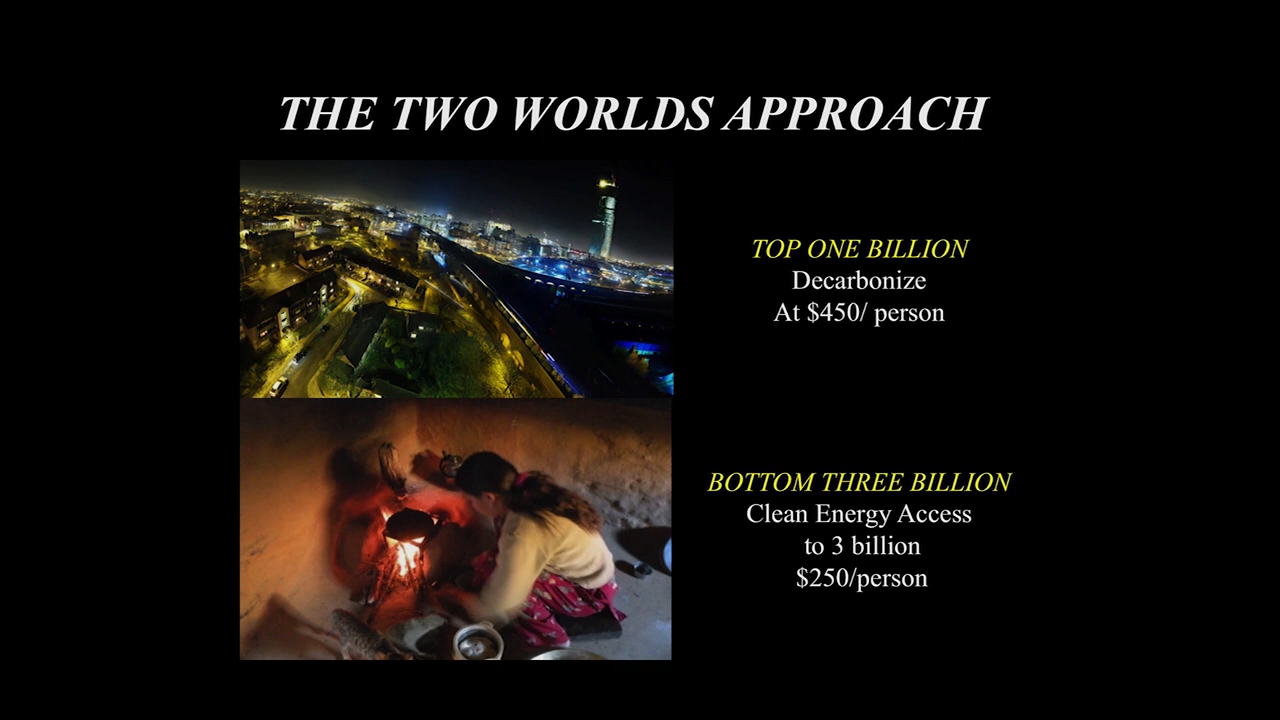 THE TWO WORLDS APPROACH
TOP ONE BILLION
Decarbonize
At $450/ person
BOTTOM THREE BILLION
Clean Energy Access
to 3 billion
$250/person